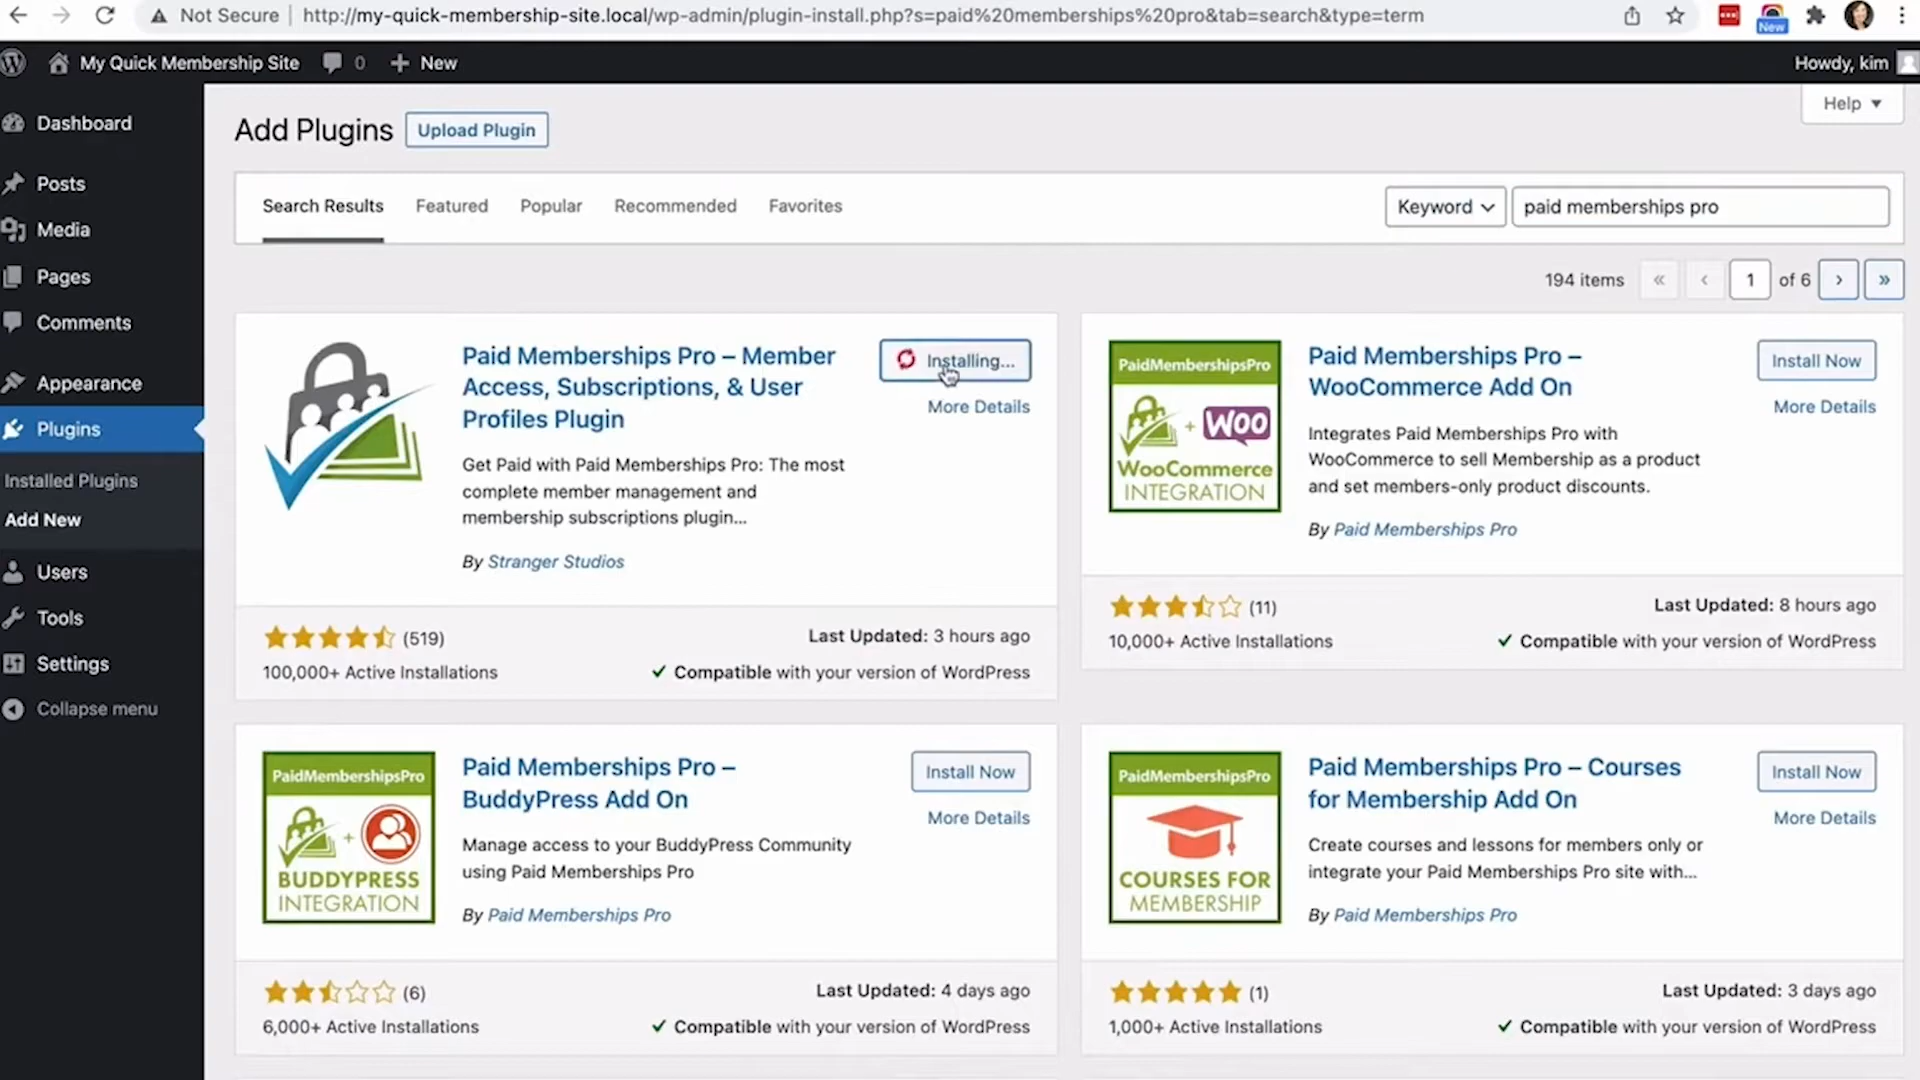 Not Secure
http://my-quick-membership-site.local/wp-admin/plugin-install.php?s=paid%20memberships%20pro&tab=search&type=term
New
My Quick Membership Site
0
New
Howdy, kim
Help
Dashboard
Posts
Media
Pages
Comments
Appearance
Plugins
Installed Plugins
Add New
Users
Tools
Settings
Collapse menu
Add Plugins
Upload Plugin
Search Results
Featured
Popular
Recommended
Favorites
Keyword
paid memberships pro
194 items
«
‹
1
of 6
›
»
Paid Memberships Pro – Member
Access, Subscriptions, & User
Profiles Plugin
Installing...
More Details
Get Paid with Paid Memberships Pro: The most
complete member management and
membership subscriptions plugin...
By Stranger Studios
(519)
Last Updated: 3 hours ago
100,000+ Active Installations
Compatible with your version of WordPress
PaidMembershipsPro
+
WOO
WooCommerce
INTEGRATION
Paid Memberships Pro –
WooCommerce Add On
Install Now
More Details
Integrates Paid Memberships Pro with
WooCommerce to sell Membership as a product
and set members-only product discounts.
By Paid Memberships Pro
(11)
Last Updated: 8 hours ago
10,000+ Active Installations
Compatible with your version of WordPress
PaidMembershipsPro
+
BUDDYPRESS
INTEGRATION
Paid Memberships Pro –
BuddyPress Add On
Install Now
More Details
Manage access to your BuddyPress Community
using Paid Memberships Pro
By Paid Memberships Pro
(6)
Last Updated: 4 days ago
6,000+ Active Installations
Compatible with your version of WordPress
PaidMembershipsPro
COURSES FOR
MEMBERSHIP
Paid Memberships Pro – Courses
for Membership Add On
Install Now
More Details
Create courses and lessons for members only or
integrate your Paid Memberships Pro site with...
By Paid Memberships Pro
(1)
Last Updated: 3 days ago
1,000+ Active Installations
Compatible with your version of WordPress